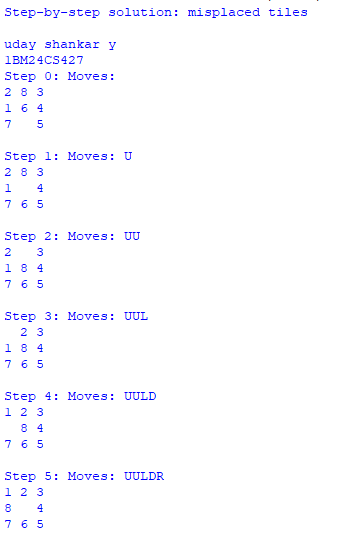 Step-by-step solution: misplaced tiles
uday shankar y
1BM24CS427
Step 0: Moves:
2 8 3
1 6 4
7   5
Step 1: Moves: U
2 8 3
1   4
7 6 5
Step 2: Moves: UU
2   3
1 8 4
7 6 5
Step 3: Moves: UUL
  2 3
1 8 4
7 6 5
Step 4: Moves: UULD
1 2 3
  8 4
7 6 5
Step 5: Moves: UULDR
1 2 3
8   4
7 6 5